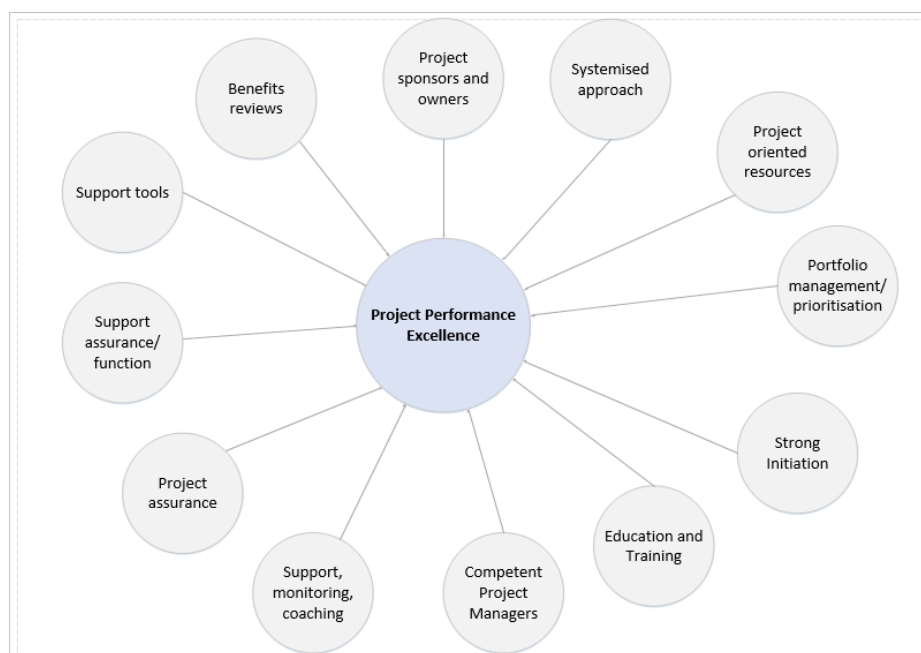 Project
sponsors and
owners
Systemised
approach
Benefits
reviews
Project
oriented
resources
Support tools
Portfolio
management/
prioritisation
Project Performance
Excellence
Support
assurance/
function
Strong
Initiation
Project
assurance
Education and
Training
Support,
monitoring,
coaching
Competent
Project
Managers